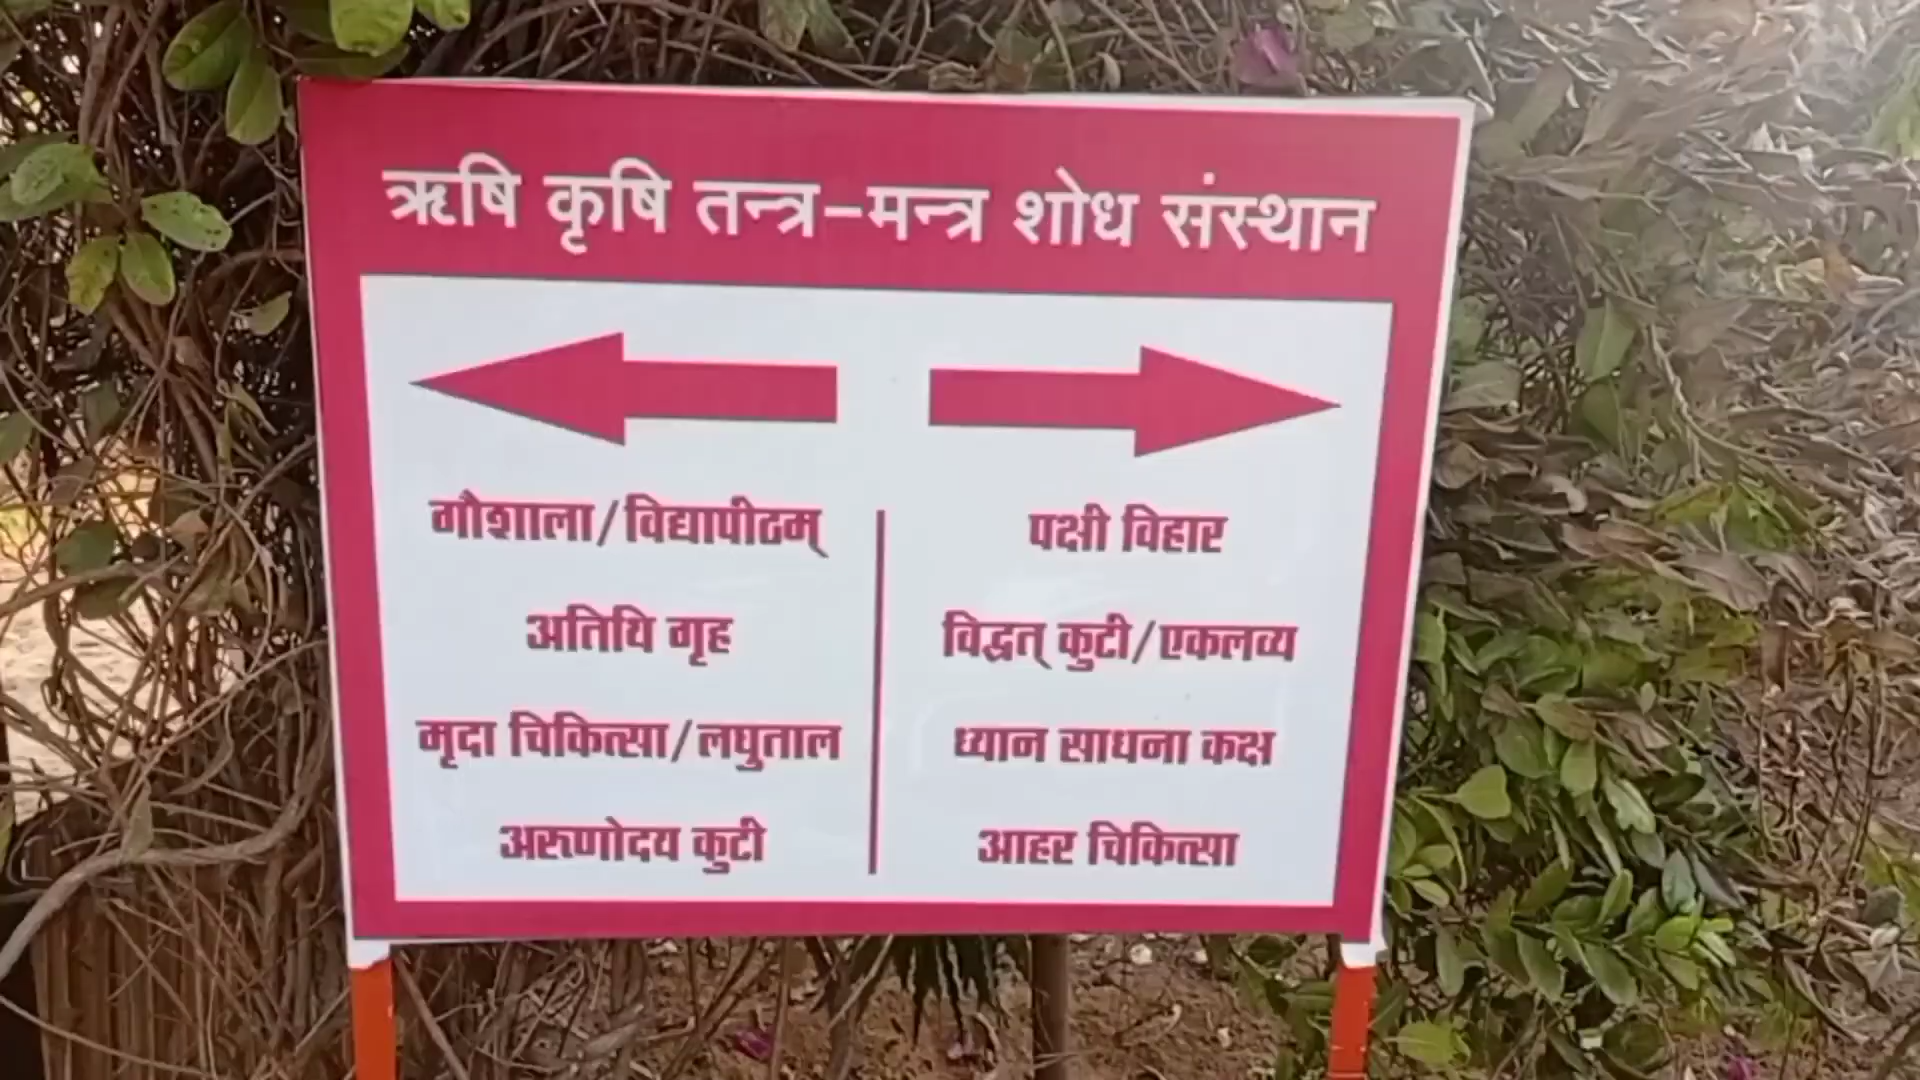 ऋषि कृषि तन्त्र-मन्त्र शोध संस्थान
गौशाला/विद्यापीठम्
अतिथि गृह
मृदा चिकित्सा/लघुताल
अरूणोदय कुटी
पक्षी विहार
विद्वत् कुटी/एकलव्य
ध्यान साधना कक्ष
आहर चिकित्सा